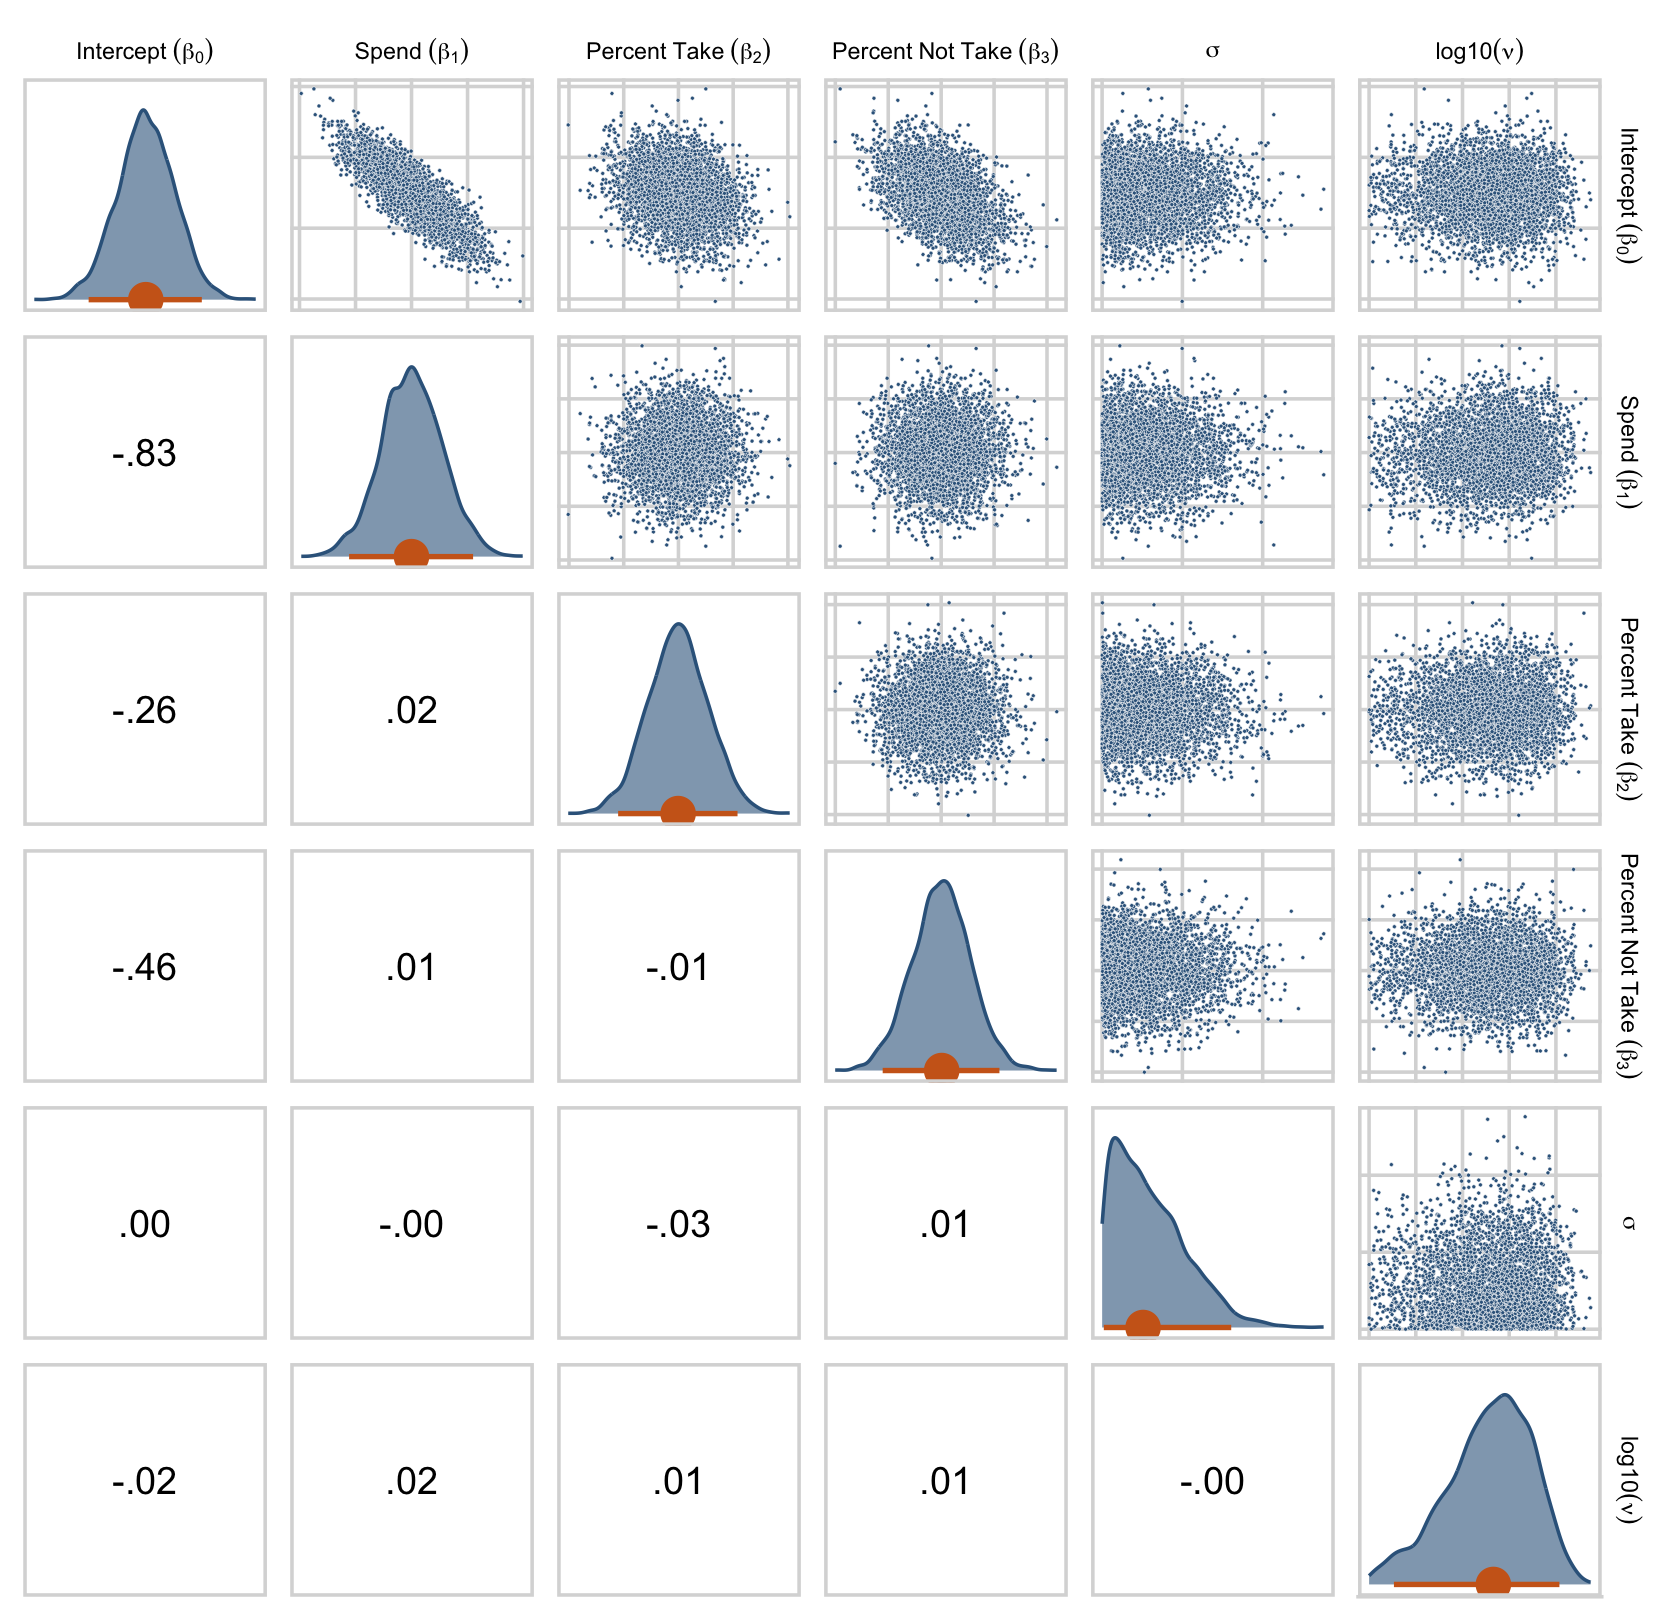 Intercept (β0) Spend (β1) Percent Take (β2) Percent Not Take (β3) σ log10(ν)
Intercept (β0)
-.83
Spend (β1)
-.26 .02
Percent Take (β2)
-.46 .01 -.01
Percent Not Take (β3)
.00 -.00 -.03 .01
σ
-.02 .02 .01 .01 -.00
log10(ν)